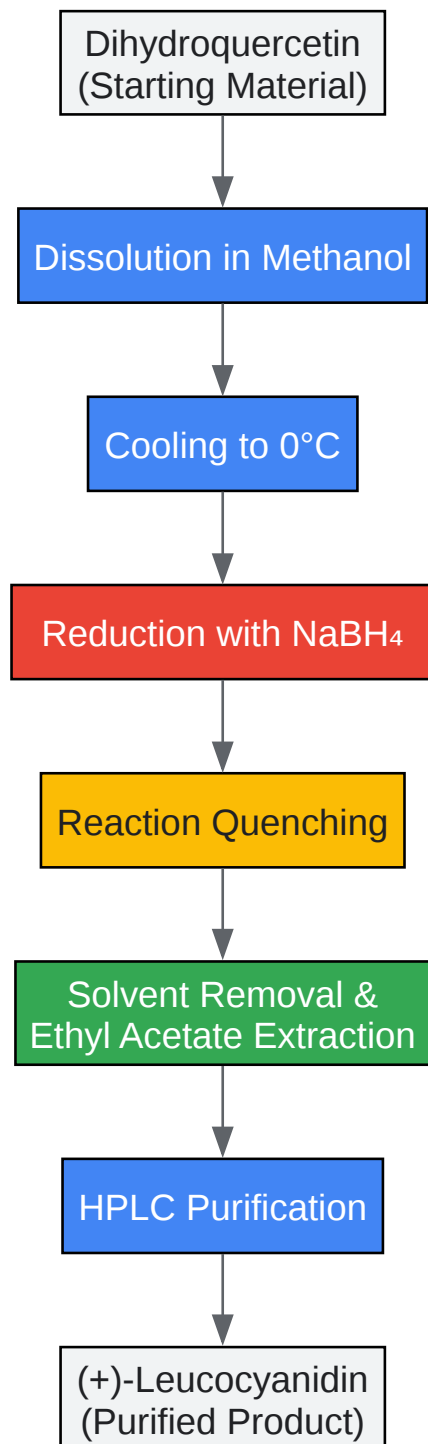 Dihydroquercetin
(Starting Material)
Dissolution in Methanol
Cooling to 0°C
Reduction with NaBH₄
Reaction Quenching
Solvent Removal &
Ethyl Acetate Extraction
HPLC Purification
(+)-Leucocyanidin
(Purified Product)